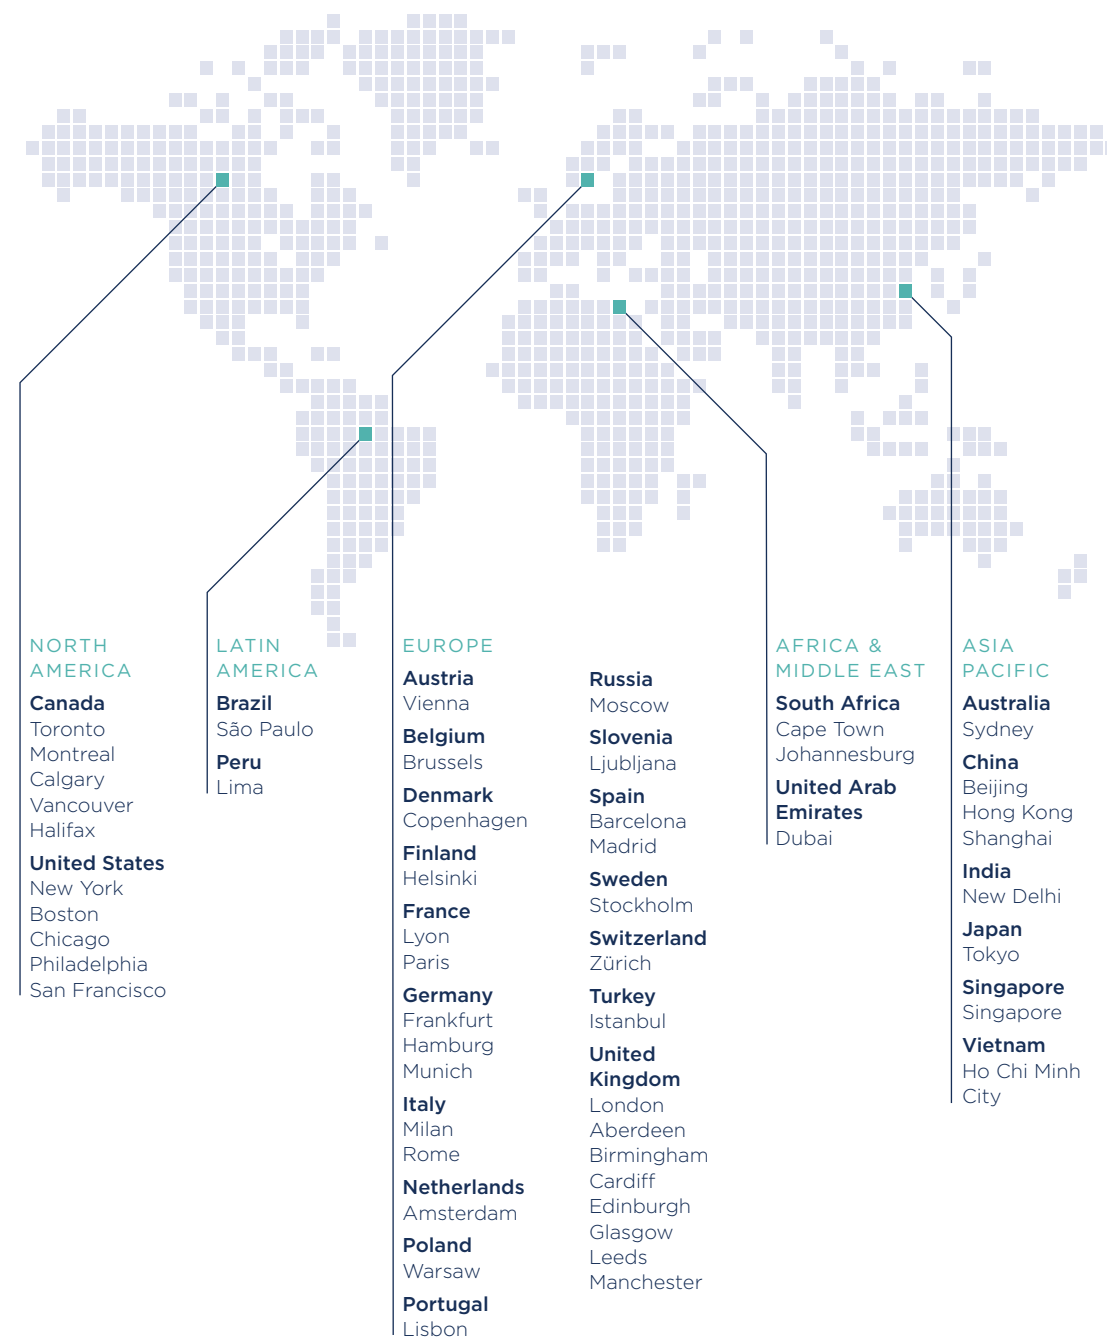 NORTH
AMERICA
Canada
Toronto
Montreal
Calgary
Vancouver
Halifax
United States
New York
Boston
Chicago
Philadelphia
San Francisco
LATIN
AMERICA
Brazil
São Paulo
Peru
Lima
EUROPE
Austria
Vienna
Belgium
Brussels
Denmark
Copenhagen
Finland
Helsinki
France
Lyon
Paris
Germany
Frankfurt
Hamburg
Munich
Italy
Milan
Rome
Netherlands
Amsterdam
Poland
Warsaw
Portugal
Lisbon
Russia
Moscow
Slovenia
Ljubljana
Spain
Barcelona
Madrid
Sweden
Stockholm
Switzerland
Zürich
Turkey
Istanbul
United
Kingdom
London
Aberdeen
Birmingham
Cardiff
Edinburgh
Glasgow
Leeds
Manchester
AFRICA &
MIDDLE EAST
South Africa
Cape Town
Johannesburg
United Arab
Emirates
Dubai
ASIA
PACIFIC
Australia
Sydney
China
Beijing
Hong Kong
Shanghai
India
New Delhi
Japan
Tokyo
Singapore
Singapore
Vietnam
Ho Chi Minh
City